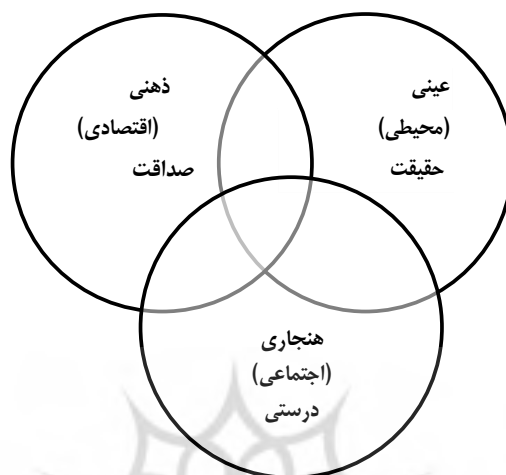 عینی
(محیطی)
حقیقت
ذهنی
(اقتصادی)
صداقت
هنجاری
(اجتماعی)
درستی